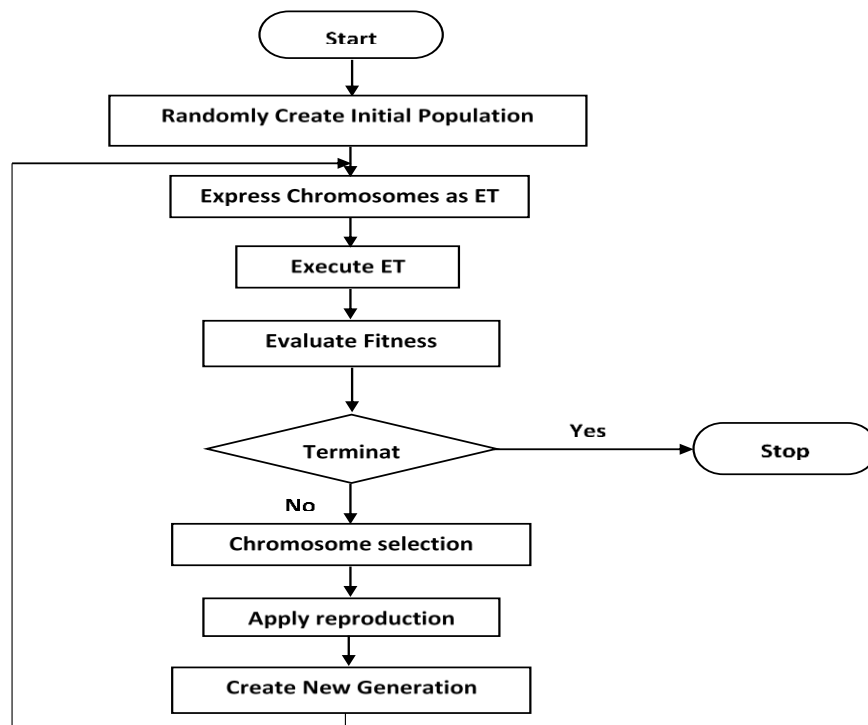 Start
Randomly Create Initial Population
Express Chromosomes as ET
Execute ET
Evaluate Fitness
Terminat
Yes
Stop
No
Chromosome selection
Apply reproduction
Create New Generation